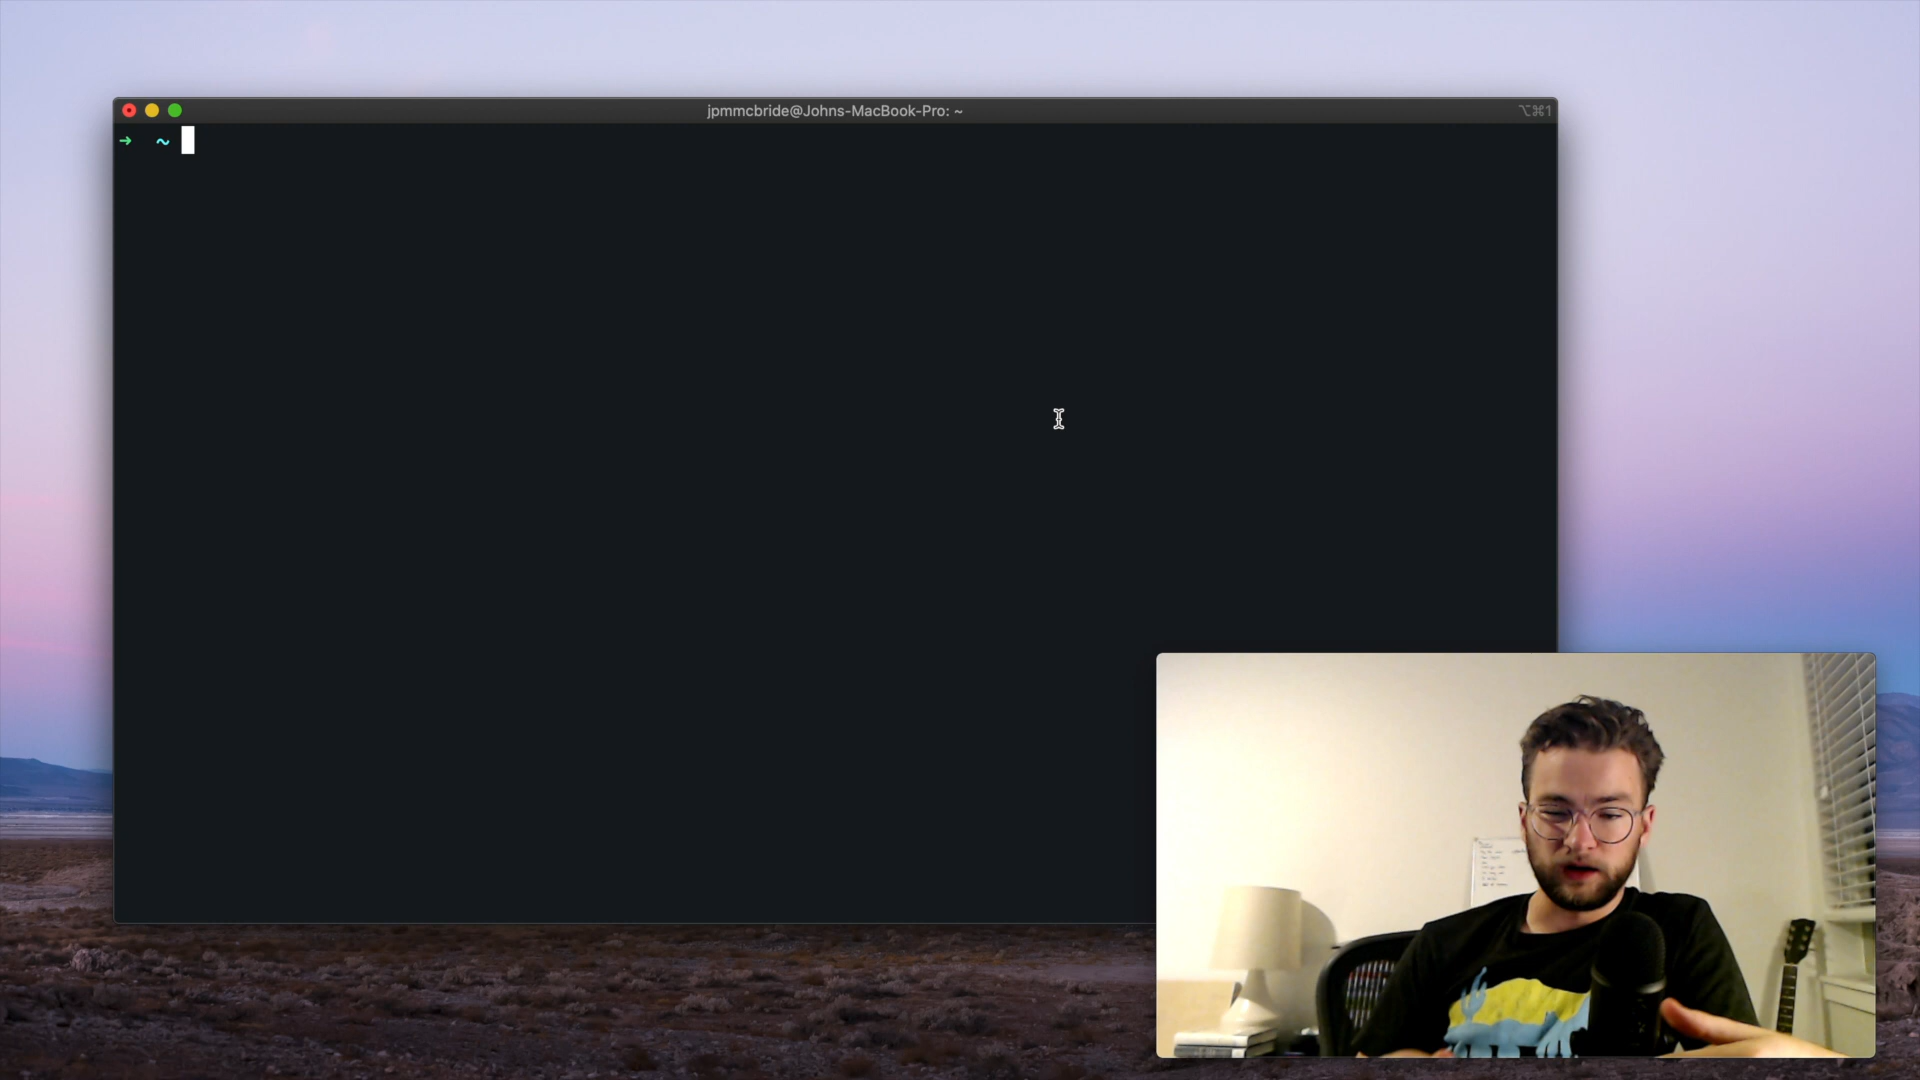 jpmmcbride@Johns-MacBook-Pro: ~
⌥⌘1
➜ ~